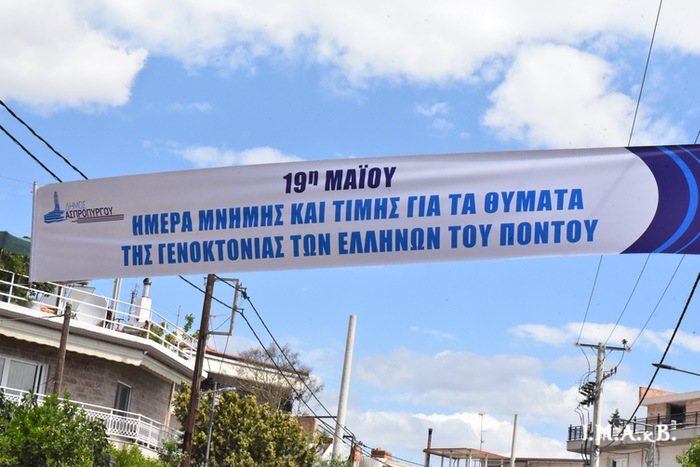 19η ΜΑΪΟΥ
ΔΗΜΟΣ
ΑΣΠΡΟΠΥΡΓΟΥ
ΗΜΕΡΑ ΜΝΗΜΗΣ ΚΑΙ ΤΙΜΗΣ ΓΙΑ ΤΑ ΘΥΜΑΤΑ
ΤΗΣ ΓΕΝΟΚΤΟΝΙΑΣ ΤΩΝ ΕΛΛΗΝΩΝ ΤΟΥ ΠΟΝΤΟΥ